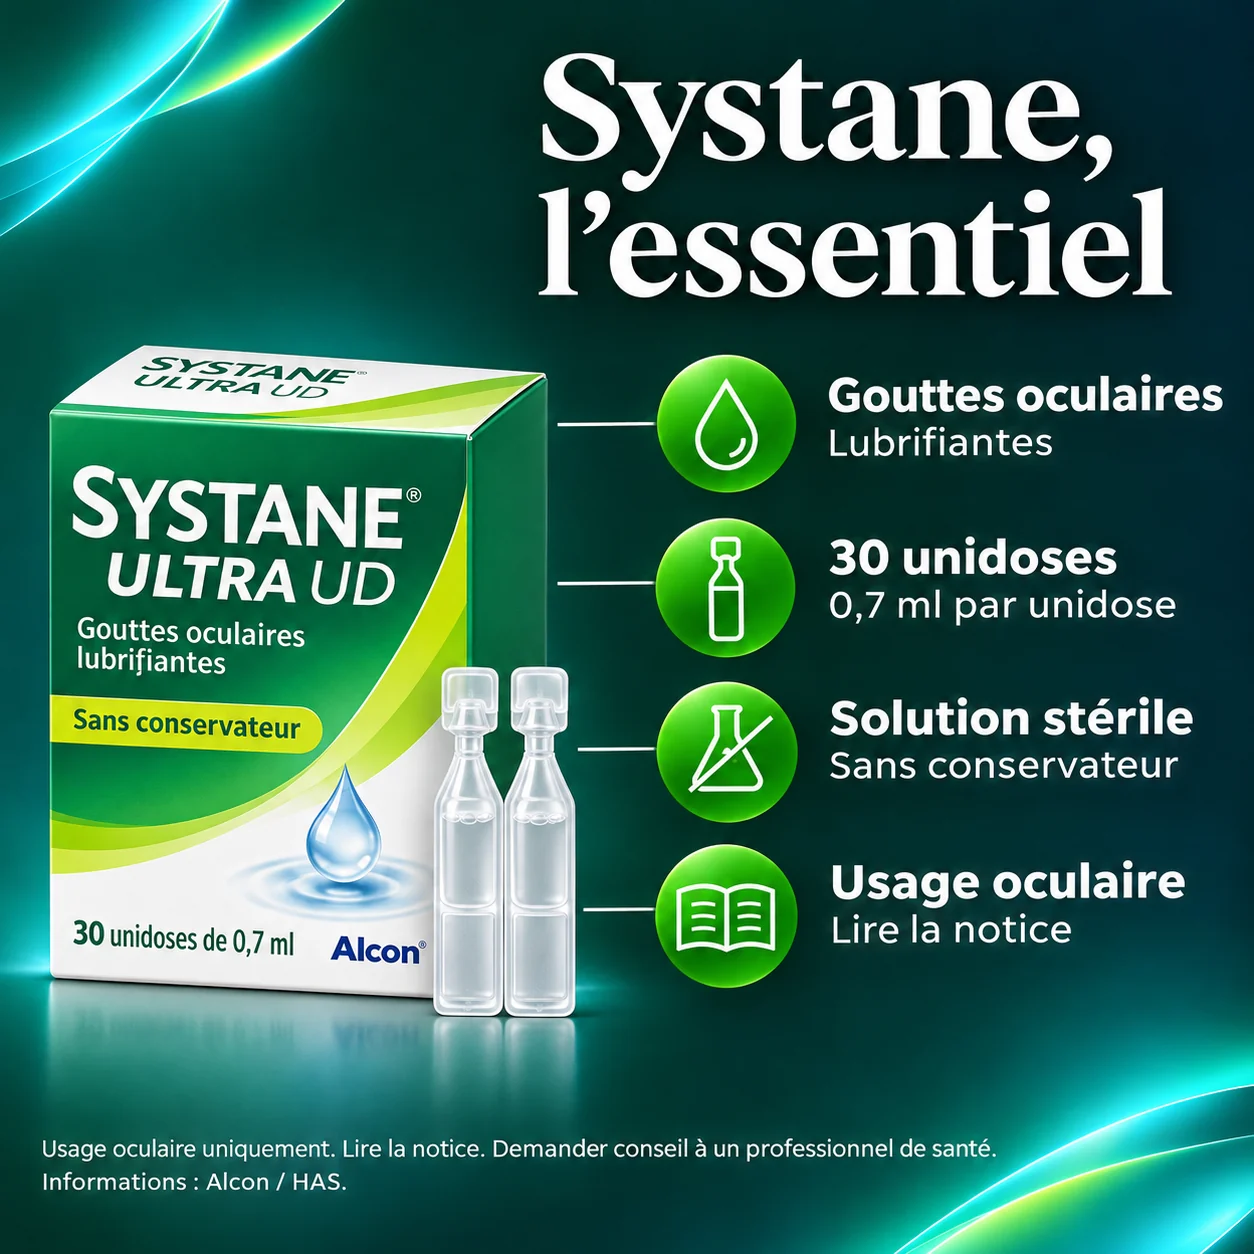 Systane,
l'essentiel
SYSTANE®
ULTRA UD
SYSTANE®
ULTRA UD
Gouttes oculaires
lubrifiantes
Sans conservateur
30 unidoses de 0,7 ml
Alcon®
Gouttes oculaires
Lubrifiantes
30 unidoses
0,7 ml par unidose
Solution stérile
Sans conservateur
Usage oculaire
Lire la notice
Usage oculaire uniquement. Lire la notice. Demander conseil à un professionnel de santé.
Informations : Alcon / HAS.